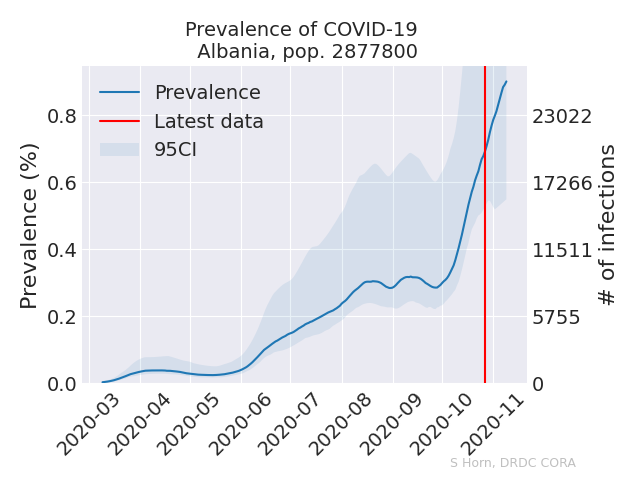 Prevalence of COVID-19
Albania, pop. 2877800
Prevalence
Latest data
95CI
Prevalence (%)
0.8
0.6
0.4
0.2
0.0
23022
17266
11511
5755
0
# of infections
2020-03
2020-04
2020-05
2020-06
2020-07
2020-08
2020-09
2020-10
2020-11
S Horn, DRDC CORA